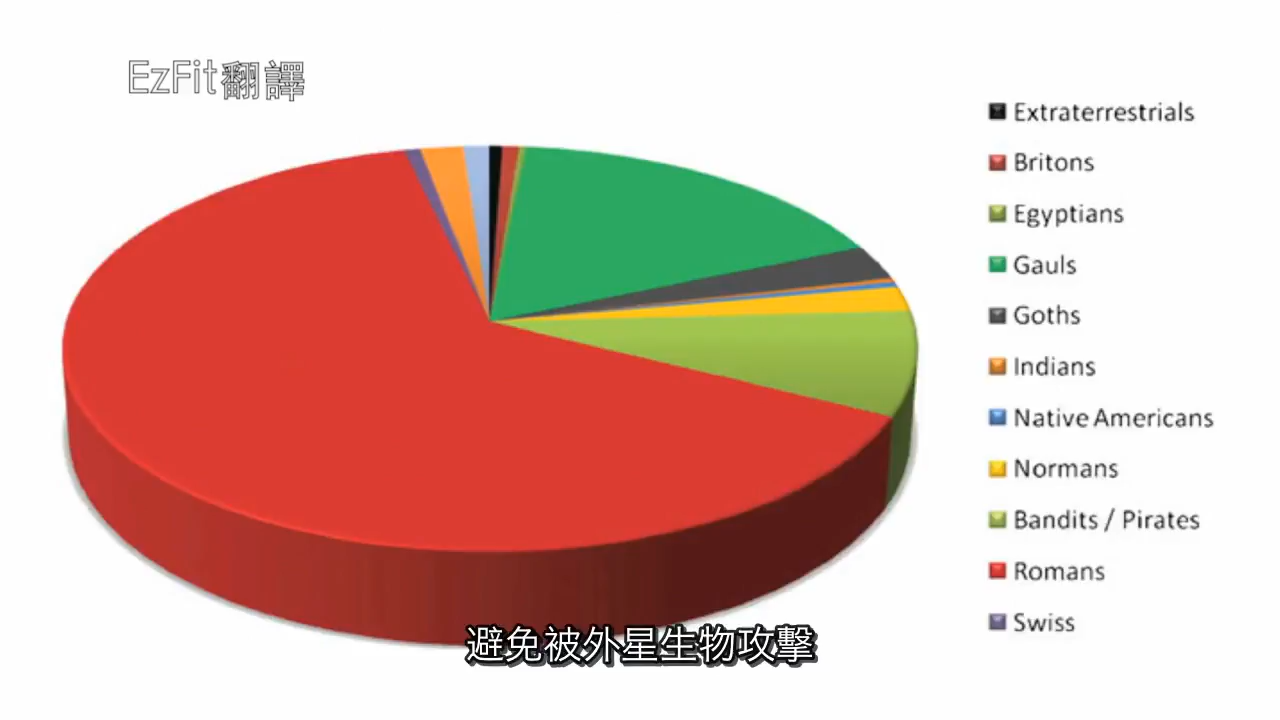 EzFit翻譯
Extraterrestrials
Britons
Egyptians
Gauls
Goths
Indians
Native Americans
Normans
Bandits / Pirates
Romans
Swiss
避免被外星生物攻擊